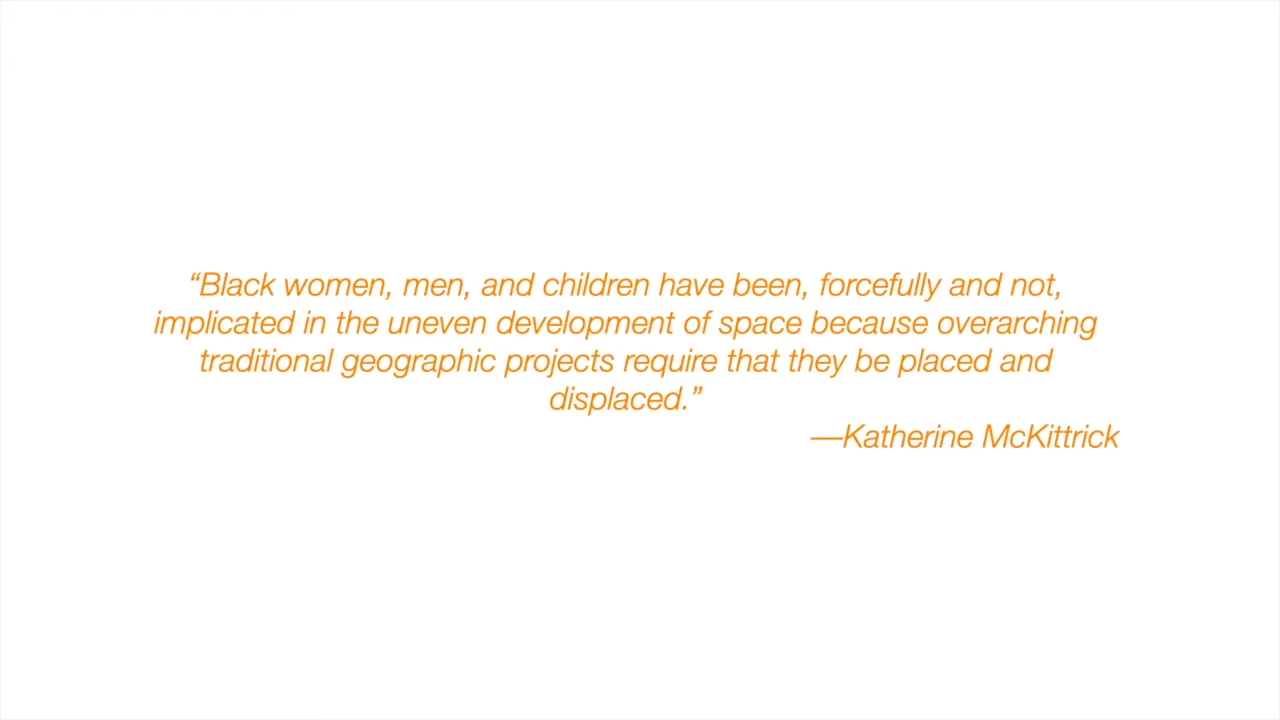 “Black women, men, and children have been, forcefully and not,
implicated in the uneven development of space because overarching
traditional geographic projects require that they be placed and
displaced.”
—Katherine McKittrick